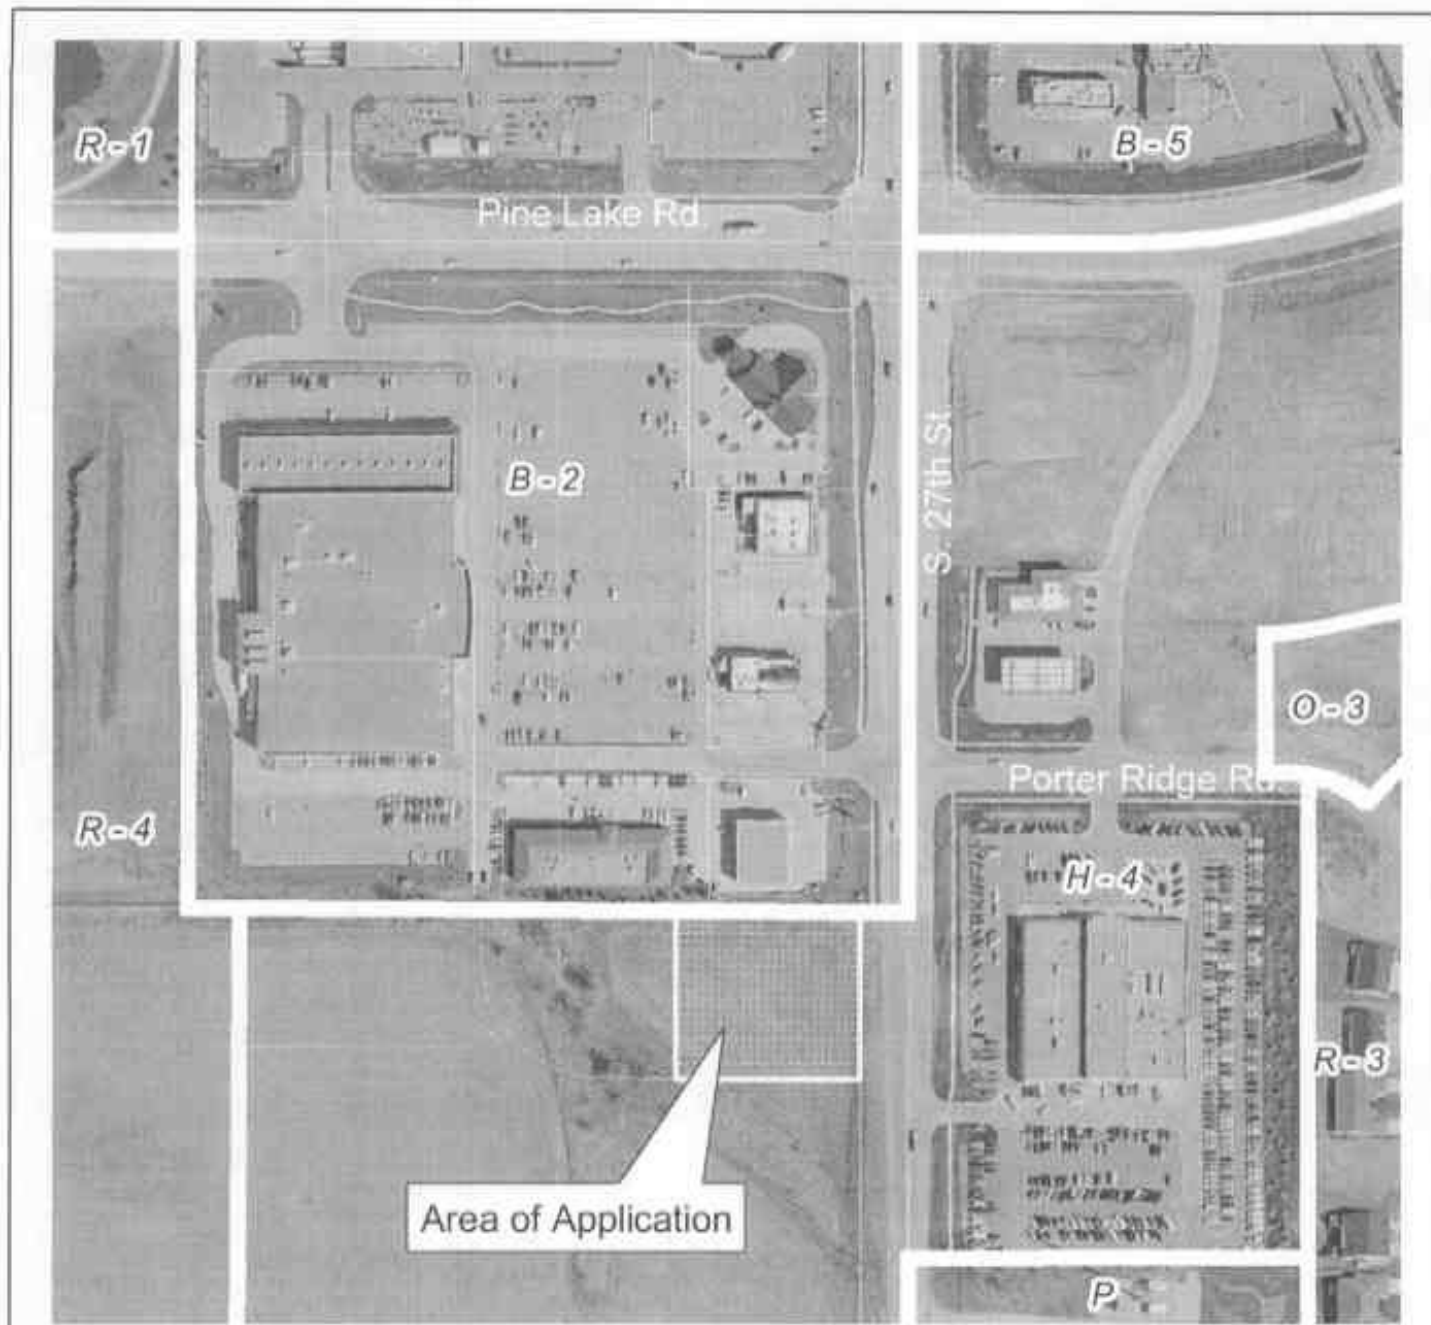 R-1
B-5
Pine Lake Rd.
B-2
S. 27th St.
O-3
Porter Ridge Rd.
R-4
H-4
R-3
Area of Application
P